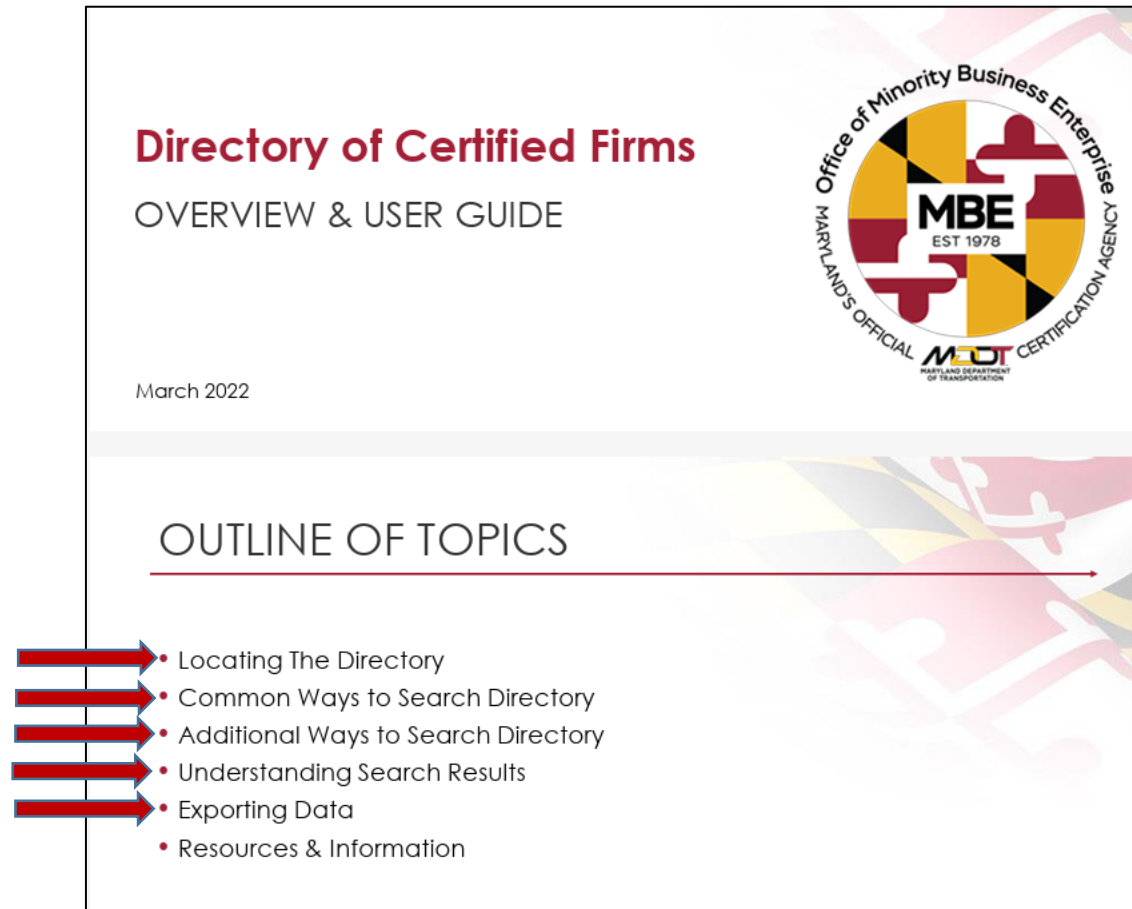 Directory of Certified Firms
OVERVIEW & USER GUIDE
March 2022
Office of Minority Business Enterprise
MBE
EST 1978
MARYLAND'S OFFICIAL
MDOT
MARYLAND DEPARTMENT
OF TRANSPORTATION
CERTIFICATION AGENCY
OUTLINE OF TOPICS
• Locating The Directory
• Common Ways to Search Directory
• Additional Ways to Search Directory
• Understanding Search Results
• Exporting Data
• Resources & Information